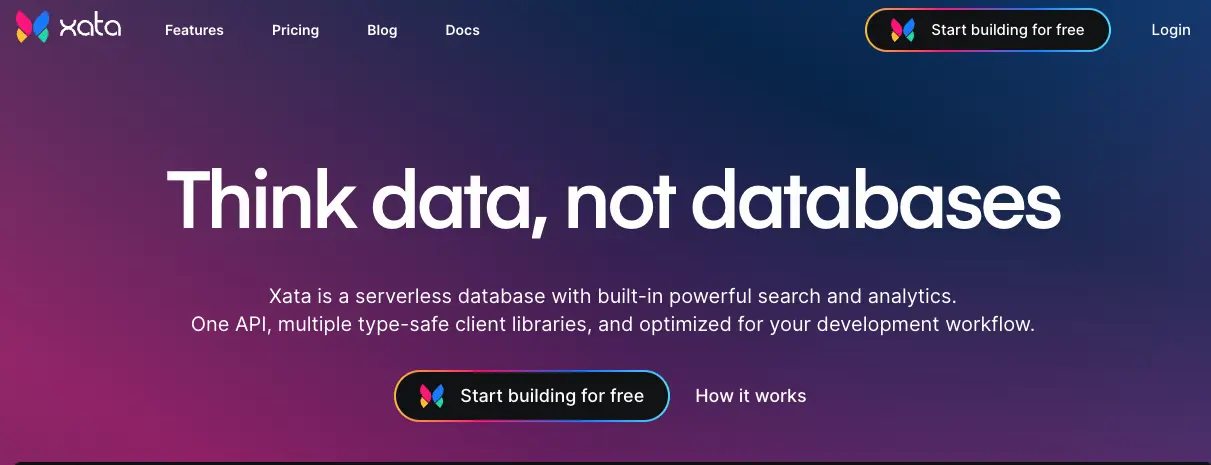 xata
Features
Pricing
Blog
Docs
Start building for free
Login
Think data, not databases
Xata is a serverless database with built-in powerful search and analytics.
One API, multiple type-safe client libraries, and optimized for your development workflow.
Start building for free
How it works